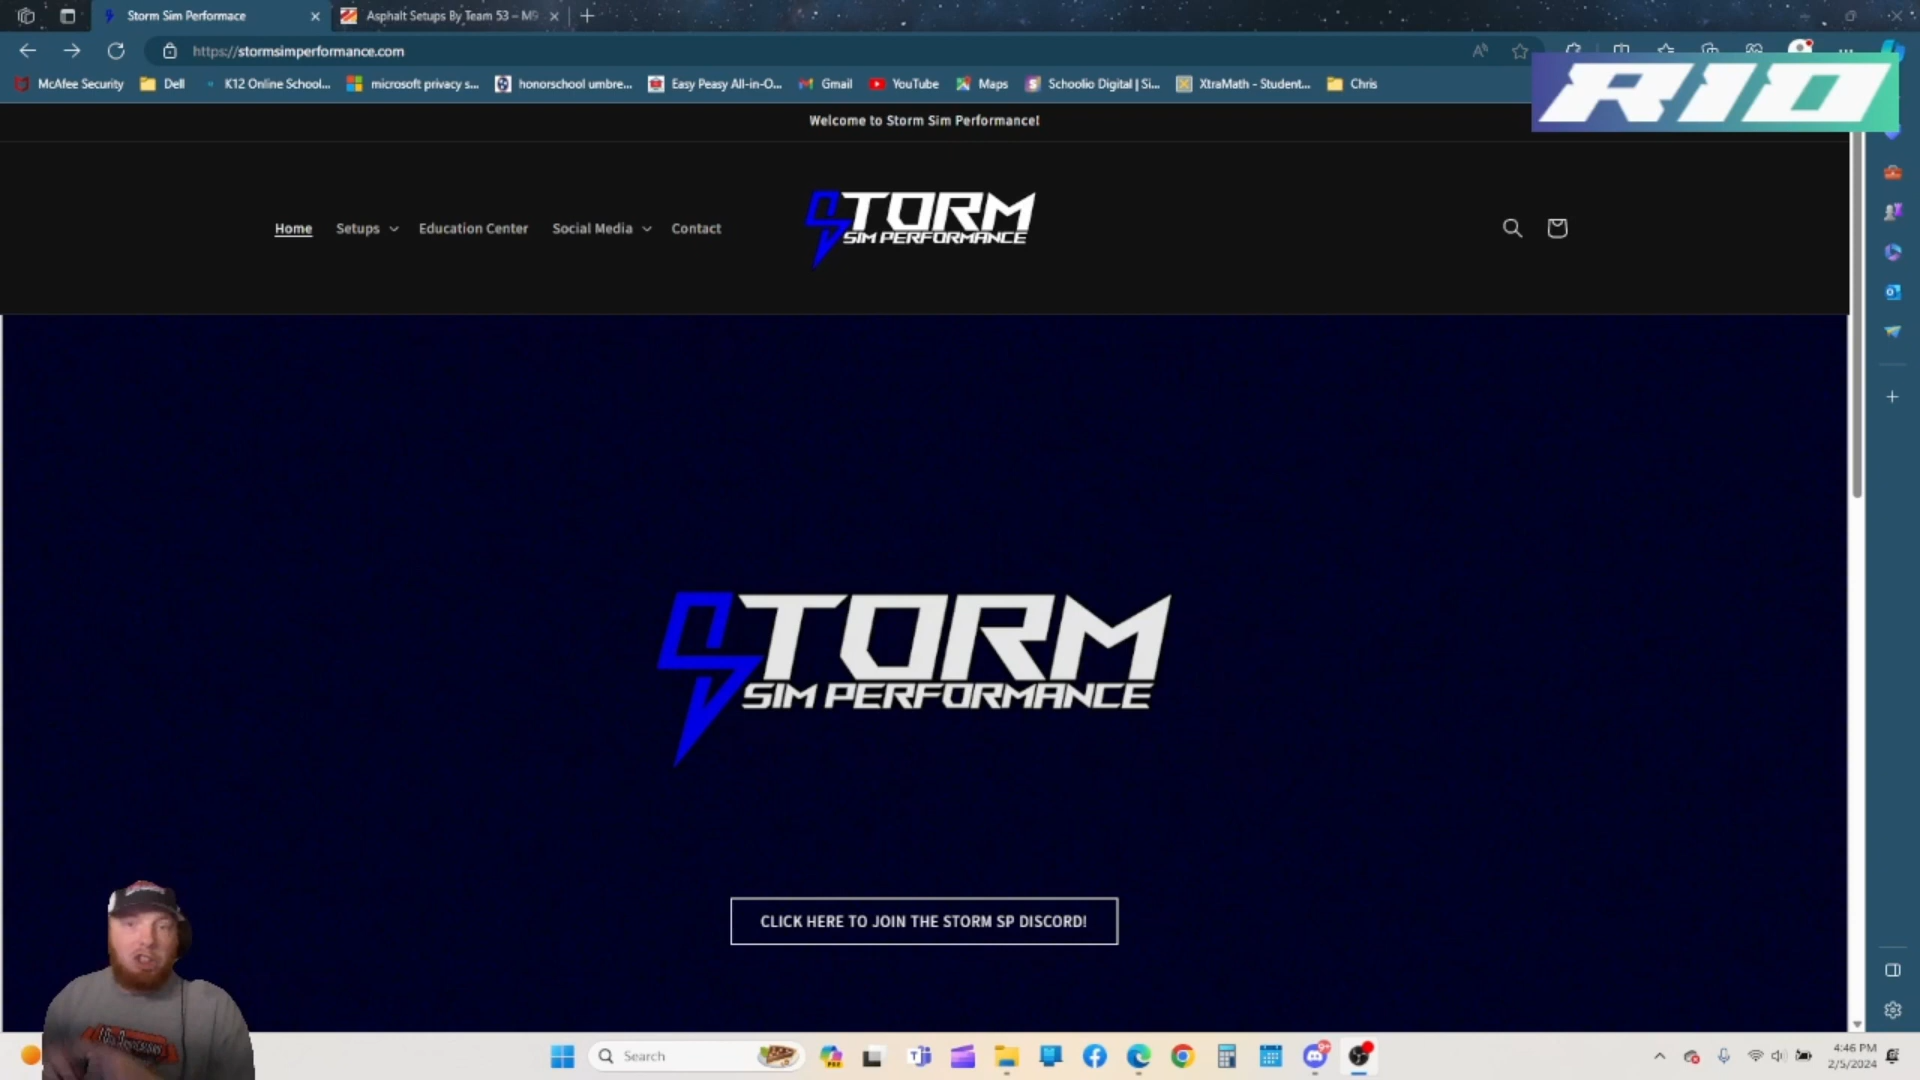 Storm Sim Performace
Asphalt Setups By Team 53 – M9
https://stormsimperformance.com
McAfee Security
Dell
K12 Online School...
microsoft privacy s...
honorschool umbre...
Easy Peasy All-in-O...
Gmail
YouTube
Maps
Schoolio Digital | Si...
XtraMath - Student...
Chris
RIO
Welcome to Storm Sim Performance!
Home
Setups
Education Center
Social Media
Contact
STORM
SIM PERFORMANCE
STORM
SIM PERFORMANCE
CLICK HERE TO JOIN THE STORM SP DISCORD!
Search
4:46 PM
2/5/2024